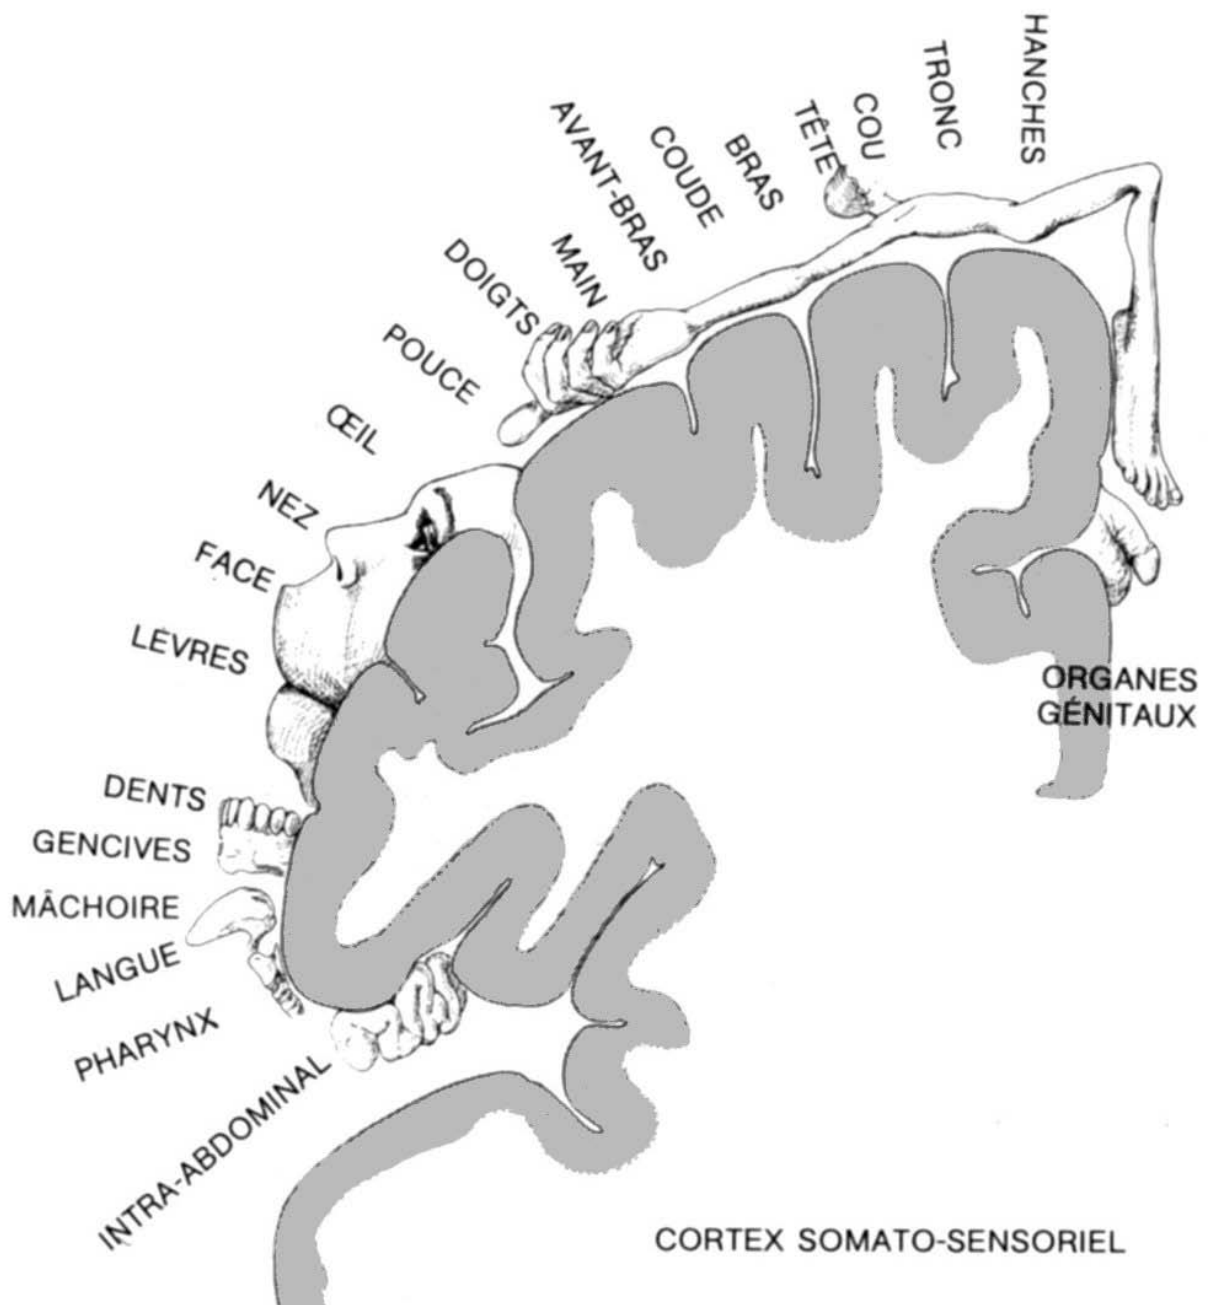 HANCHES
TRONC
COU
TÊTE
BRAS
COUDE
AVANT-BRAS
MAIN
DOIGTS
POUCE
ŒIL
NEZ
FACE
LÈVRES
DENTS
GENCIVES
MÂCHOIRE
LANGUE
PHARYNX
INTRA-ABDOMINAL
ORGANES
GÉNITAUX
CORTEX SOMATO-SENSORIEL